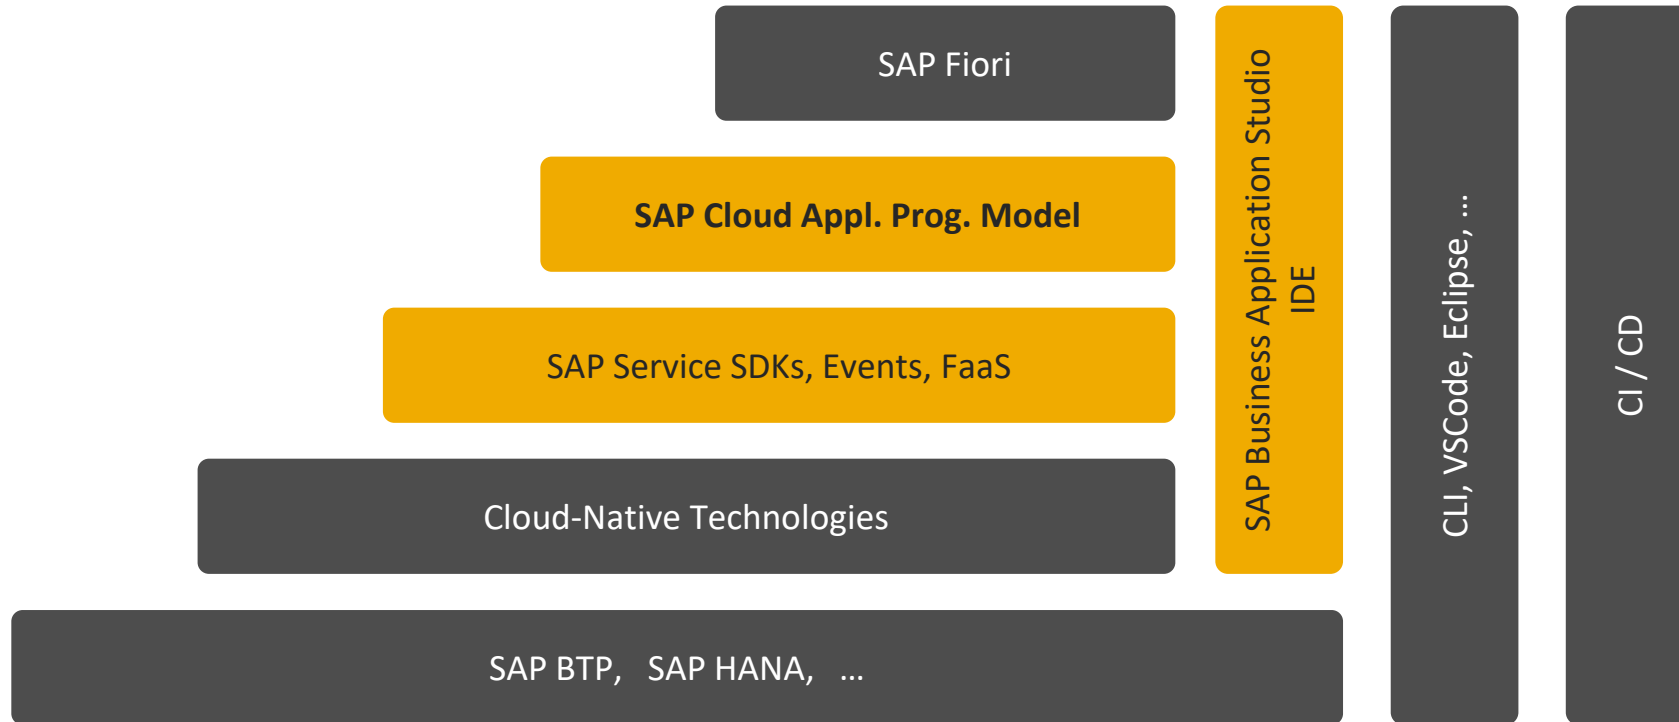 SAP Fiori
SAP Cloud Appl. Prog. Model
SAP Service SDKs, Events, FaaS
Cloud-Native Technologies
SAP BTP,   SAP HANA,   ...
SAP Business Application Studio
IDE
CLI, VSCode, Eclipse, ...
CI / CD